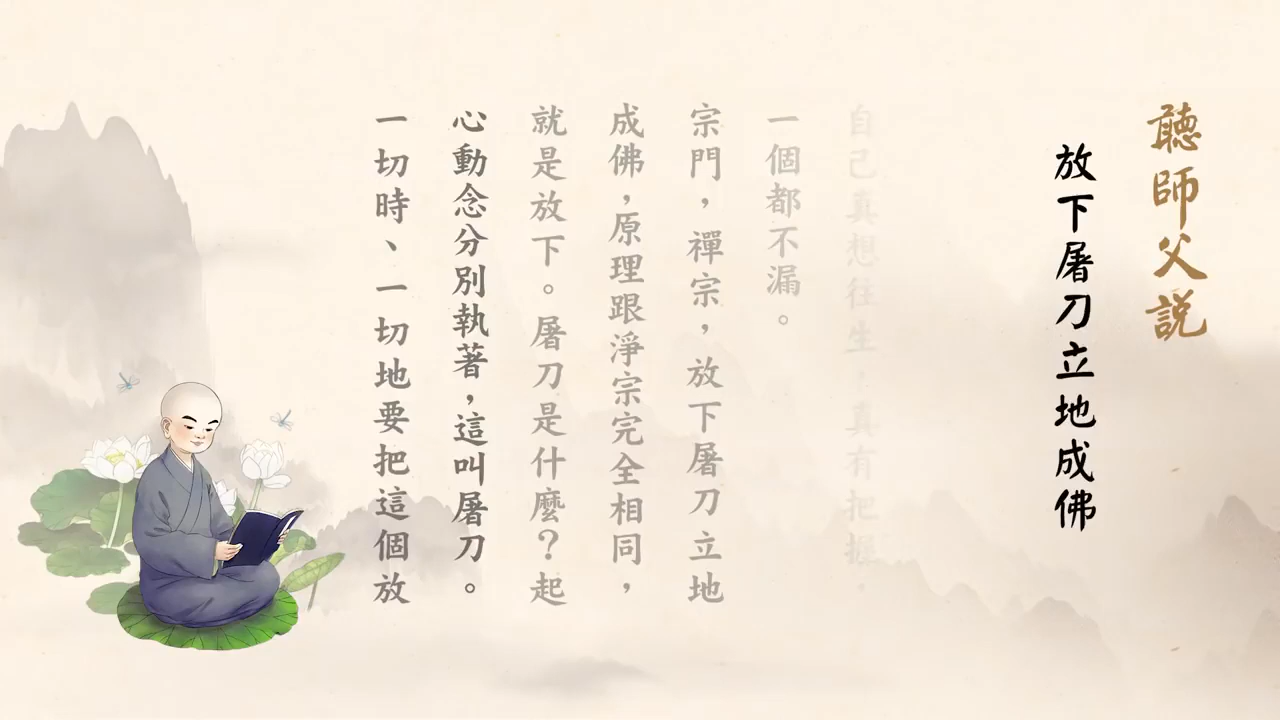 聽師父説
放下屠刀立地成佛
自己真想往生，真有把握，
一個都不漏。
宗門，禪宗，放下屠刀立地
成佛，原理跟淨宗完全相同，
就是放下。屠刀是什麼？起
心動念分別執著，這叫屠刀。
一切時、一切地要把這個放